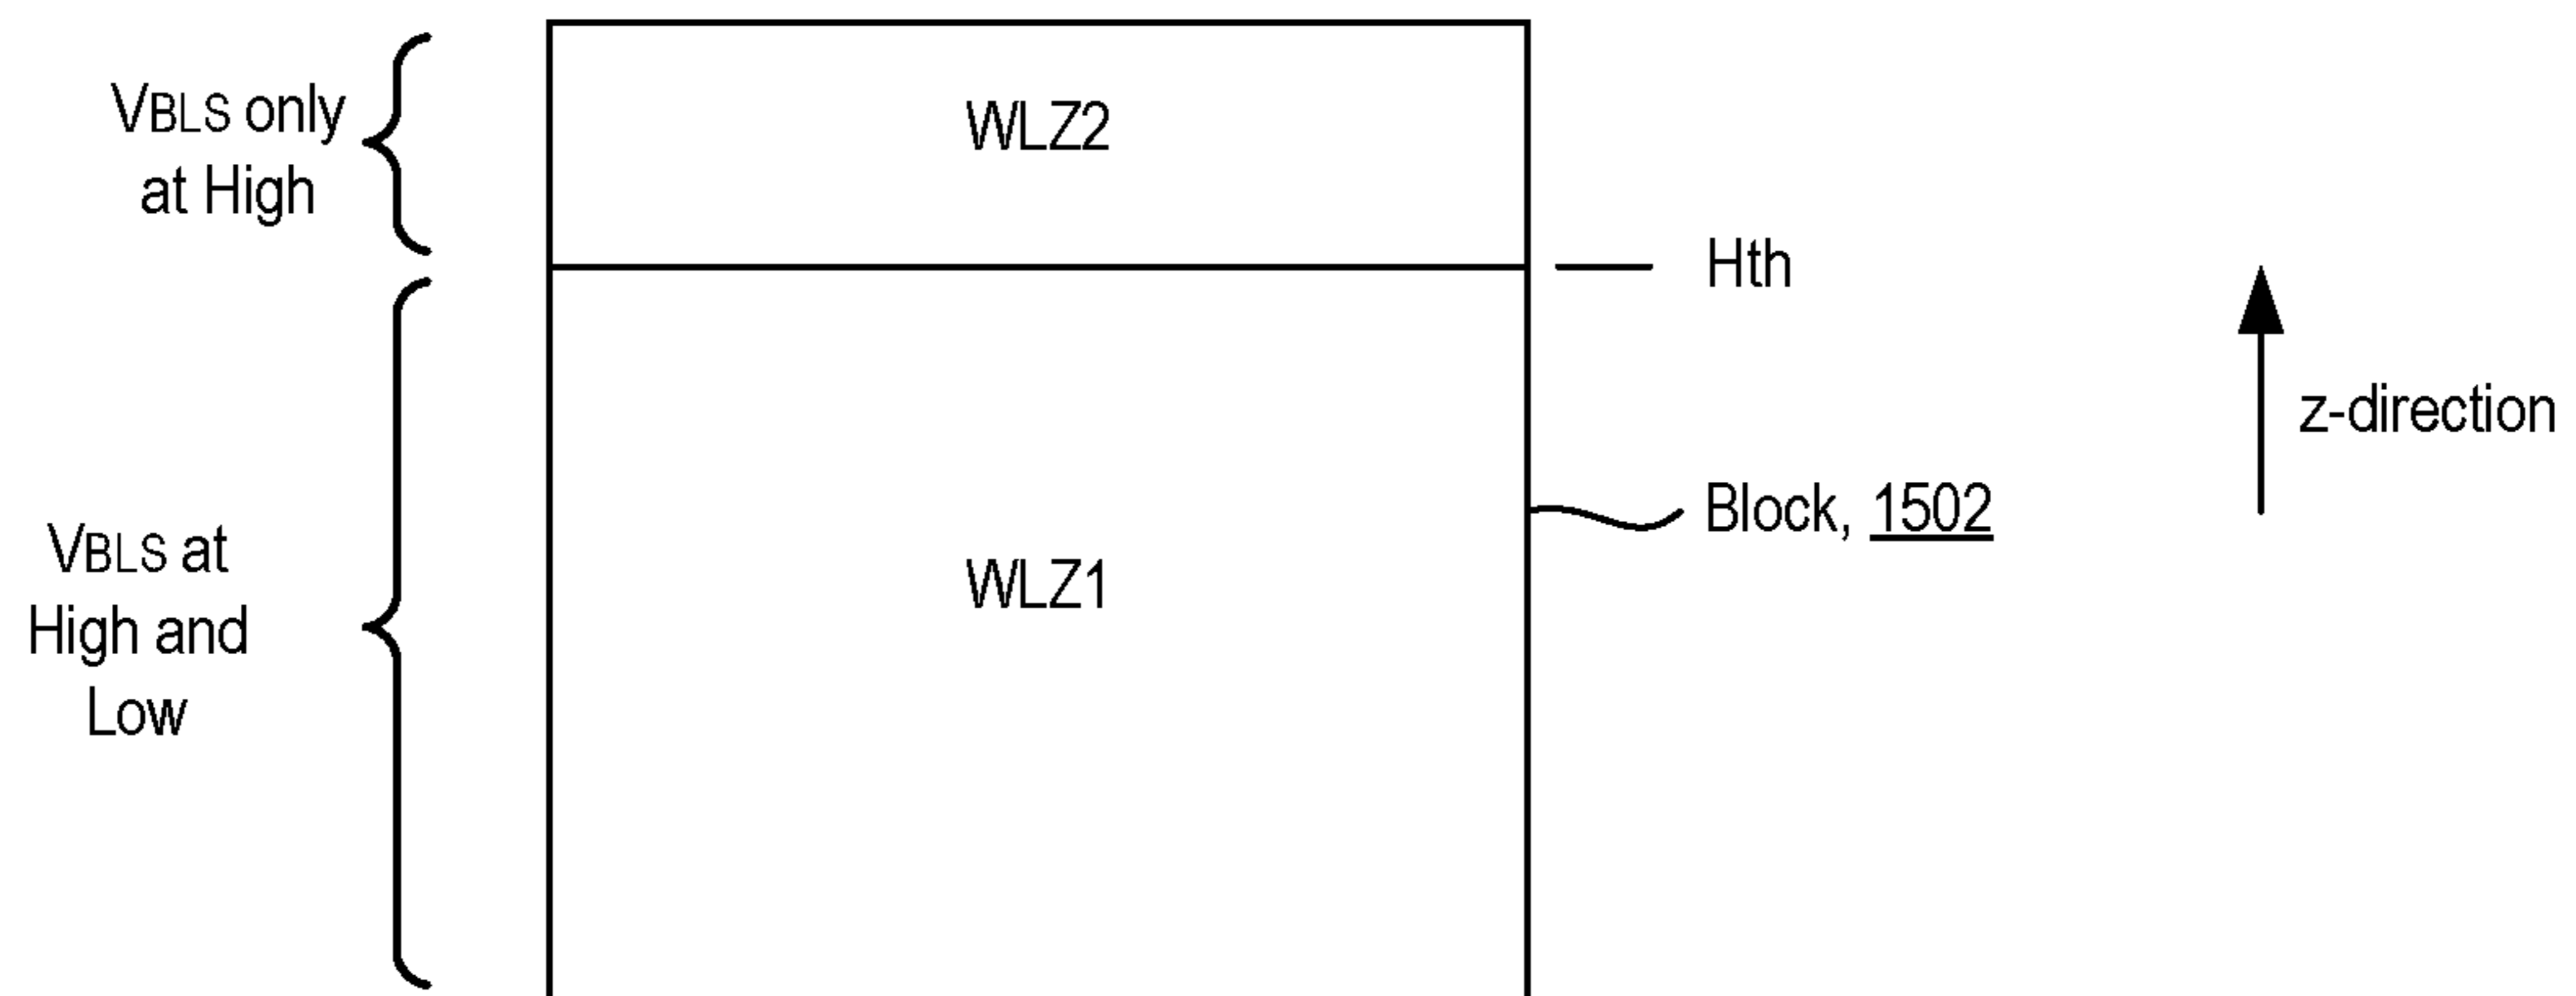 VBLS only
at High
WLZ2
Hth
z-direction
Block, 1502
VBLS at
High and
Low
WLZ1